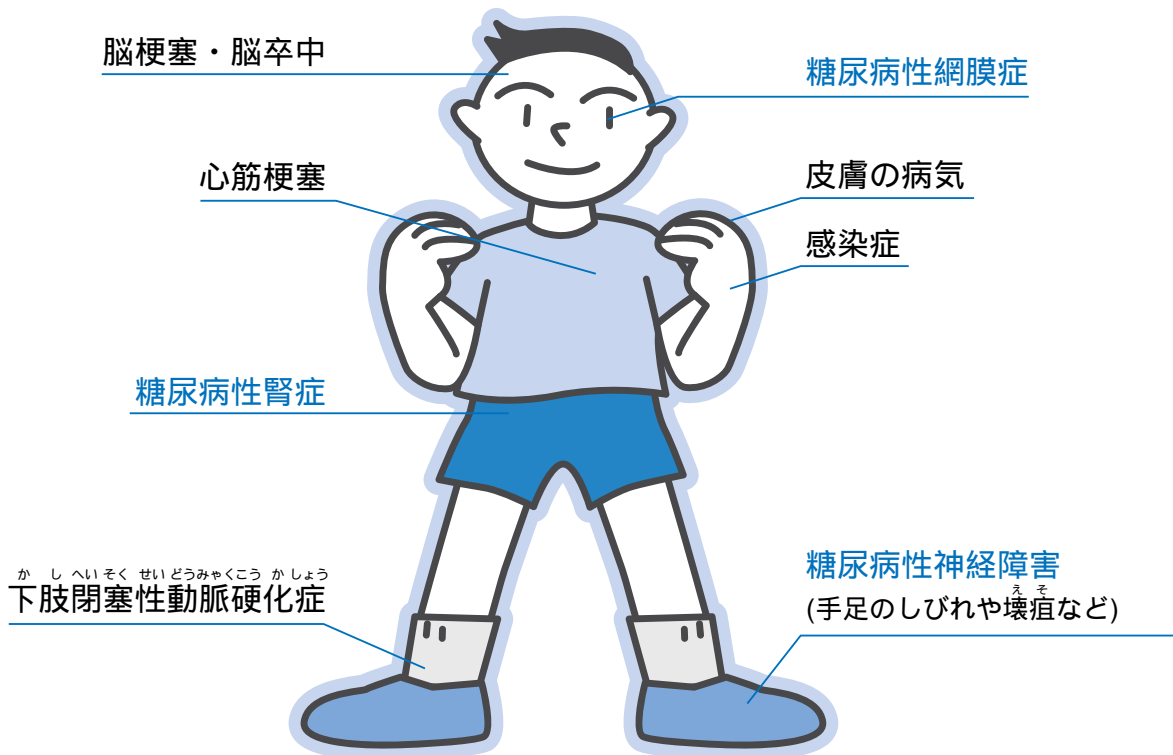 脳梗塞・脳卒中
糖尿病性網膜症
心筋梗塞
皮膚の病気
感染症
糖尿病性腎症
かしへいそくせいどうみゃくこうかしょう
下肢閉塞性動脈硬化症
糖尿病性神経障害
えそ
(手足のしびれや壊疽など)